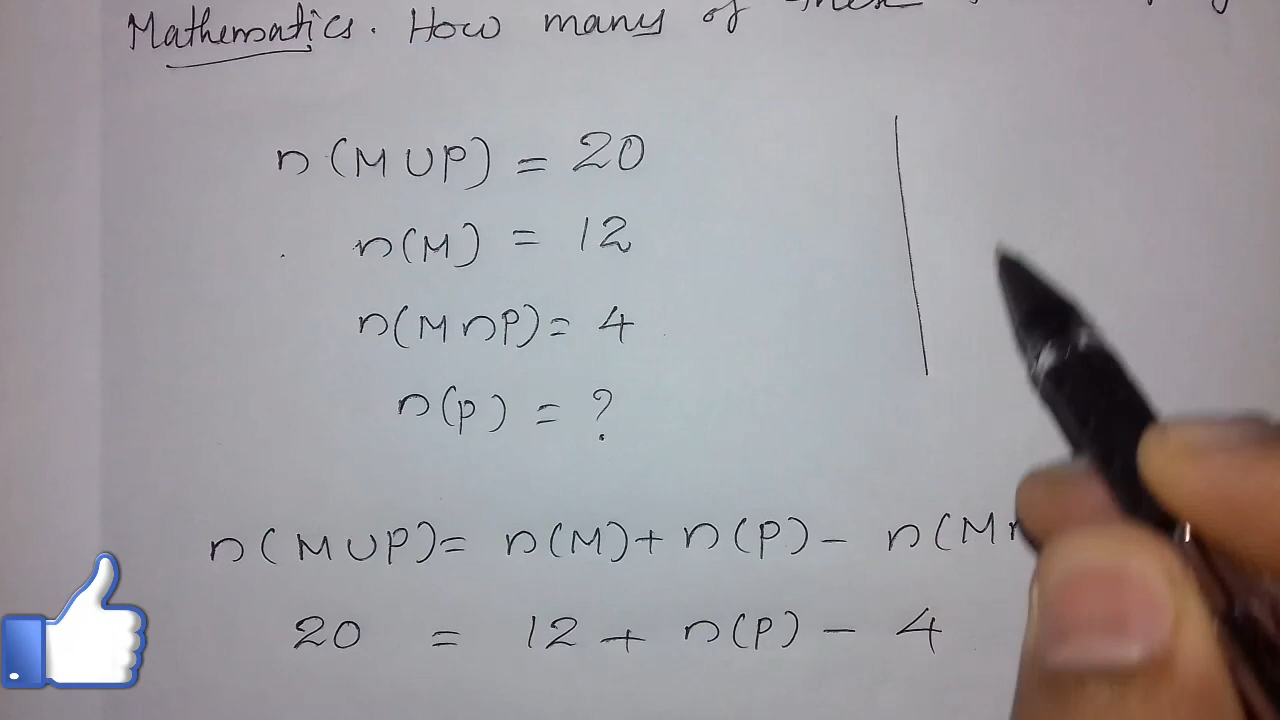 Mathematics. How many of
n(M∪P) = 20
n(M) = 12
n(M∩P) = 4
n(P) = ?
n(M∪P) = n(M) + n(P) - n(M
20 = 12 + n(P) - 4